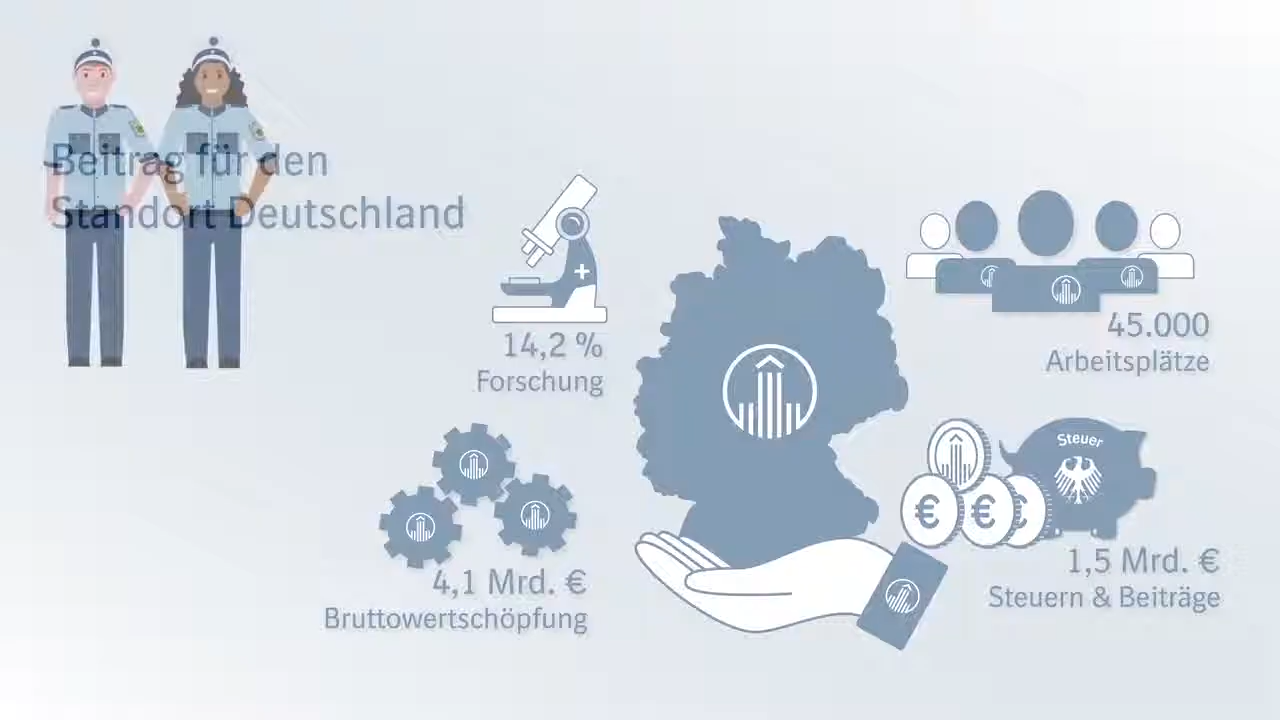 Beitrag für den
Standort Deutschland
14,2 %
Forschung
45.000
Arbeitsplätze
4,1 Mrd. €
Bruttowertschöpfung
Steuer
€ € €
1,5 Mrd. €
Steuern & Beiträge